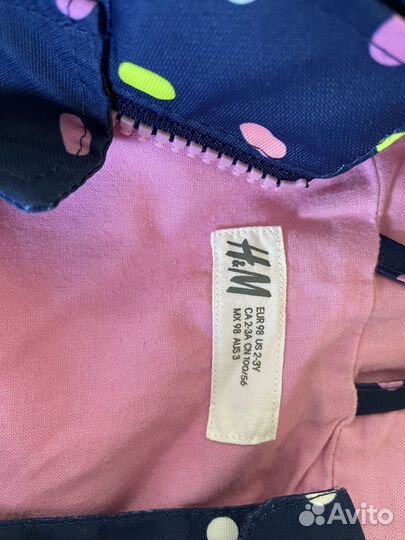 H&M
EUR 98 US 2-3Y
CA 2-3A CN 100/56
MX 98 AUS 3
Avito